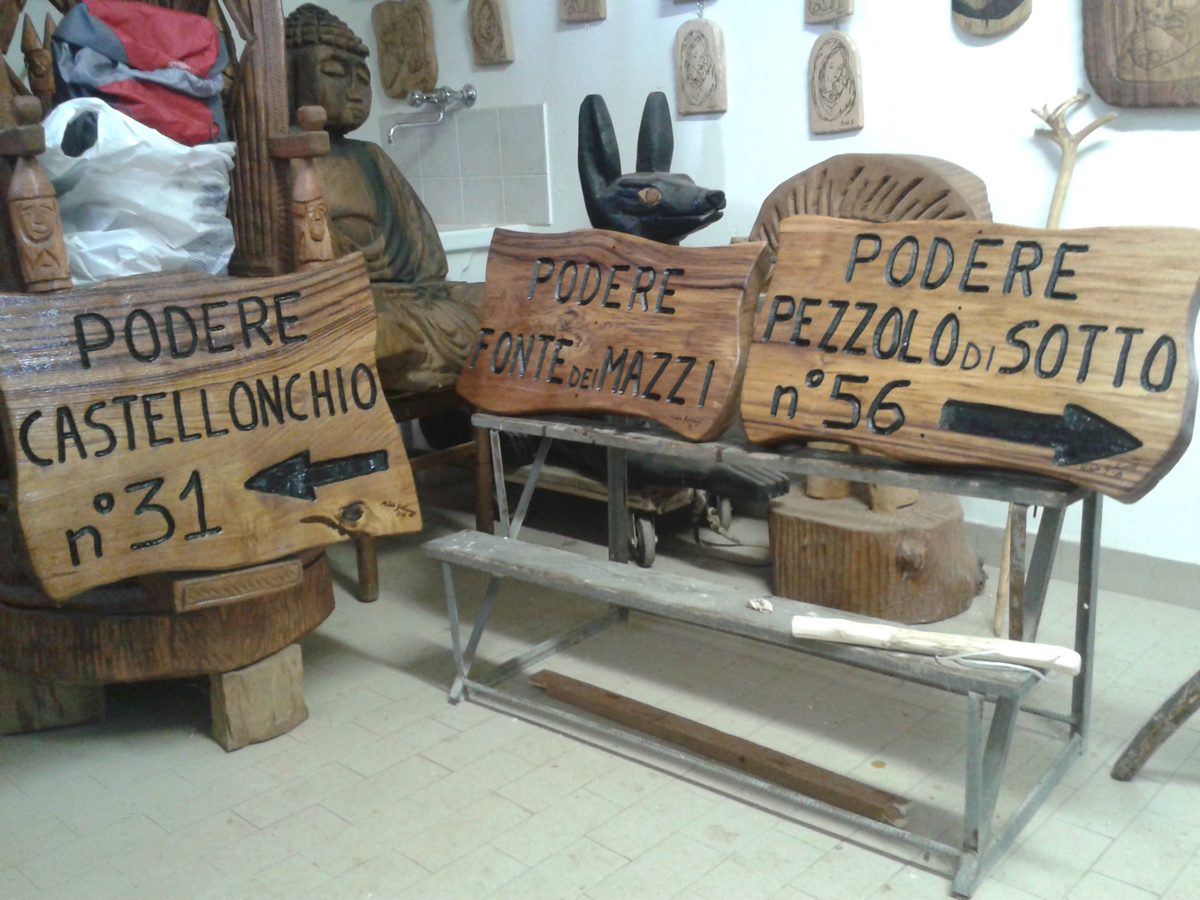 PODERE
CASTELLONCHIO
n° 31
PODERE
FONTE DEI MAZZI
PODERE
PEZZOLO DI SOTTO
n° 56